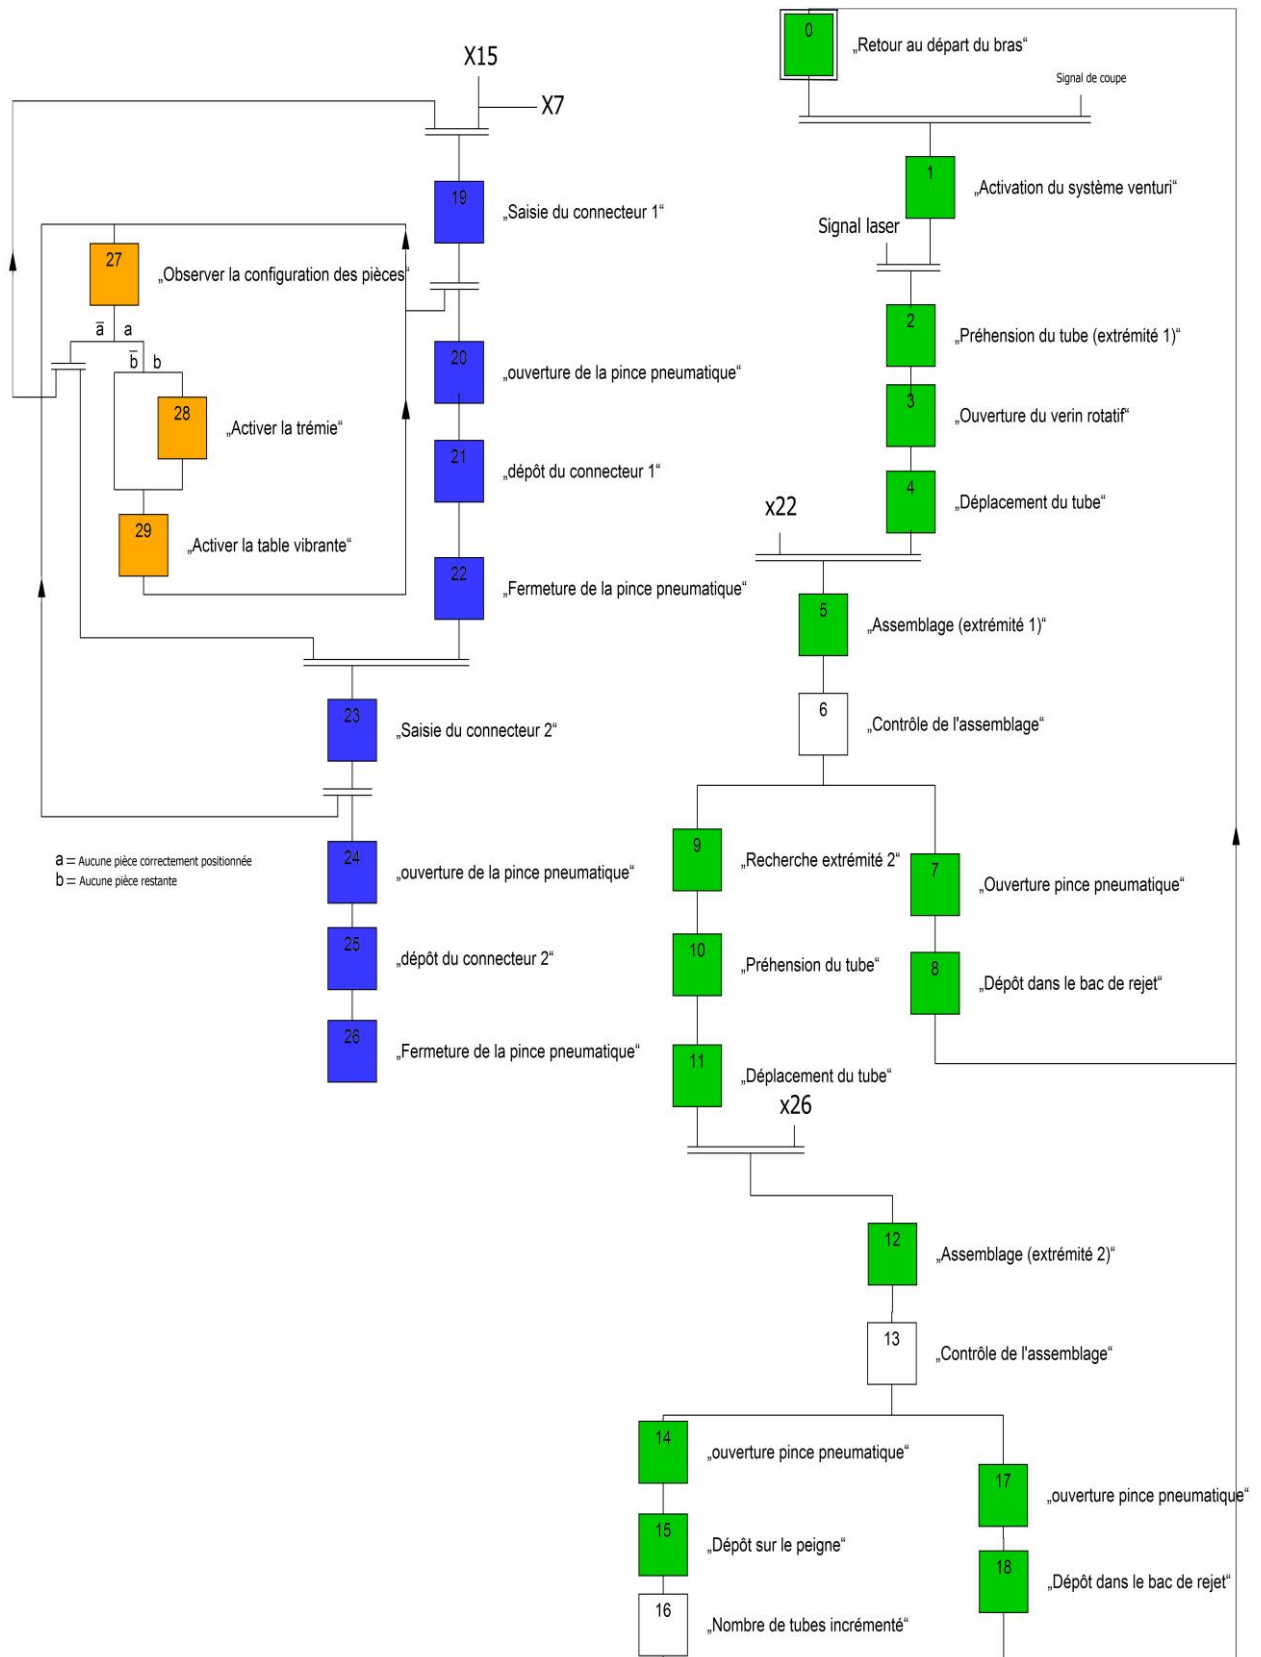 X15
X7
19
„Saisie du connecteur 1“
27
„Observer la configuration des pièces“
a̅
a
b̅
b
28
„Activer la trémie“
29
„Activer la table vibrante“
20
„ouverture de la pince pneumatique“
21
„dépôt du connecteur 1“
22
„Fermeture de la pince pneumatique“
23
„Saisie du connecteur 2“
24
„ouverture de la pince pneumatique“
25
„dépôt du connecteur 2“
26
„Fermeture de la pince pneumatique“
a = Aucune pièce correctement positionnée
b = Aucune pièce restante
0
„Retour au départ du bras“
Signal de coupe
1
„Activation du système venturi“
Signal laser
2
„Préhension du tube (extrémité 1)“
3
„Ouverture du verin rotatif“
4
„Déplacement du tube“
x22
5
„Assemblage (extrémité 1)“
6
„Contrôle de l'assemblage“
9
„Recherche extrémité 2“
7
„Ouverture pince pneumatique“
10
„Préhension du tube“
8
„Dépôt dans le bac de rejet“
11
„Déplacement du tube“
x26
12
„Assemblage (extrémité 2)“
13
„Contrôle de l'assemblage“
14
„ouverture pince pneumatique“
17
„ouverture pince pneumatique“
15
„Dépôt sur le peigne“
18
„Dépôt dans le bac de rejet“
16
„Nombre de tubes incrémenté“